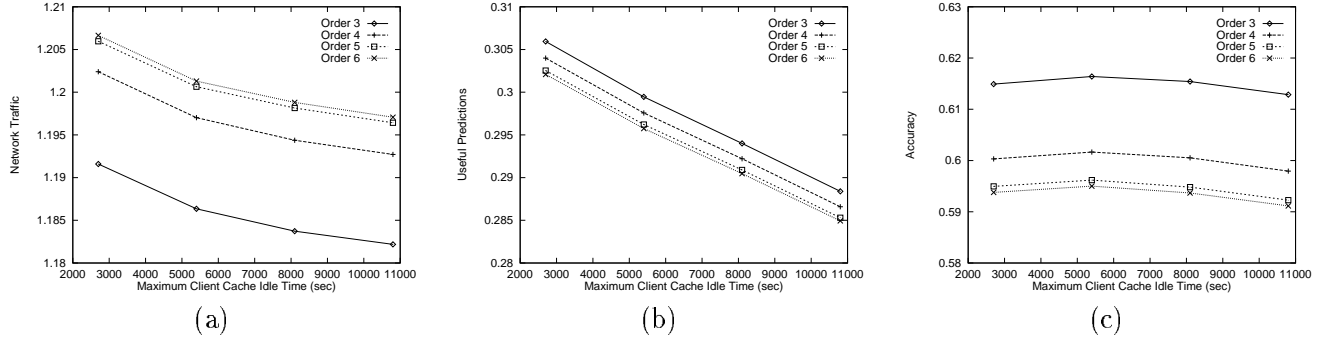 1.21
1.205
1.2
1.195
1.19
1.185
1.18
Network Traffic
Order 3
Order 4
Order 5
Order 6
2000 3000 4000 5000 6000 7000 8000 9000 10000 11000
Maximum Client Cache Idle Time (sec)
(a)
0.31
0.305
0.3
0.295
0.29
0.285
0.28
Useful Predictions
Order 3
Order 4
Order 5
Order 6
2000 3000 4000 5000 6000 7000 8000 9000 10000 11000
Maximum Client Cache Idle Time (sec)
(b)
0.63
0.62
0.61
0.6
0.59
0.58
Accuracy
Order 3
Order 4
Order 5
Order 6
2000 3000 4000 5000 6000 7000 8000 9000 10000 11000
Maximum Client Cache Idle Time (sec)
(c)